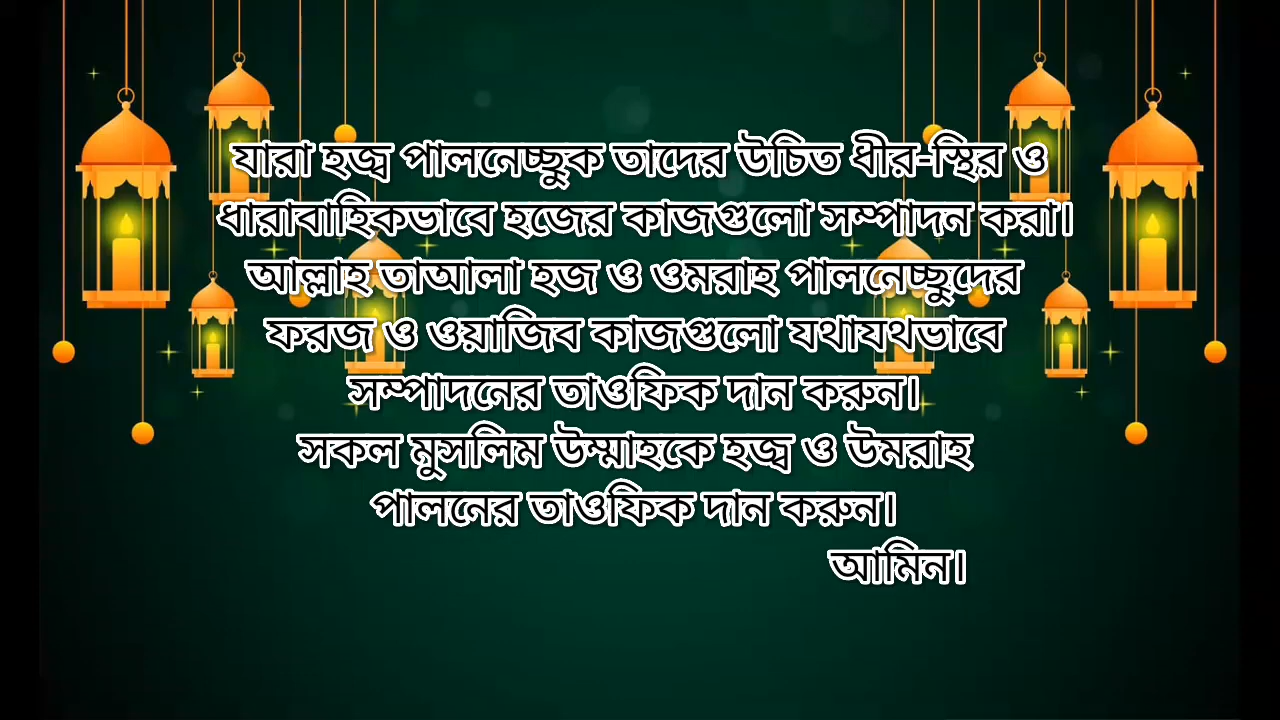 যারা হজ্ব পালনেচ্ছুক তাদের উচিত ধীর-স্থির ও
ধারাবাহিকভাবে হজের কাজগুলো সম্পাদন করা।
আল্লাহ তাআলা হজ ও ওমরাহ পালনেচ্ছুদের
ফরজ ও ওয়াজিব কাজগুলো যথাযথভাবে
সম্পাদনের তাওফিক দান করুন।
সকল মুসলিম উম্মাহকে হজ্ব ও উমরাহ
পালনের তাওফিক দান করুন।
আমিন।